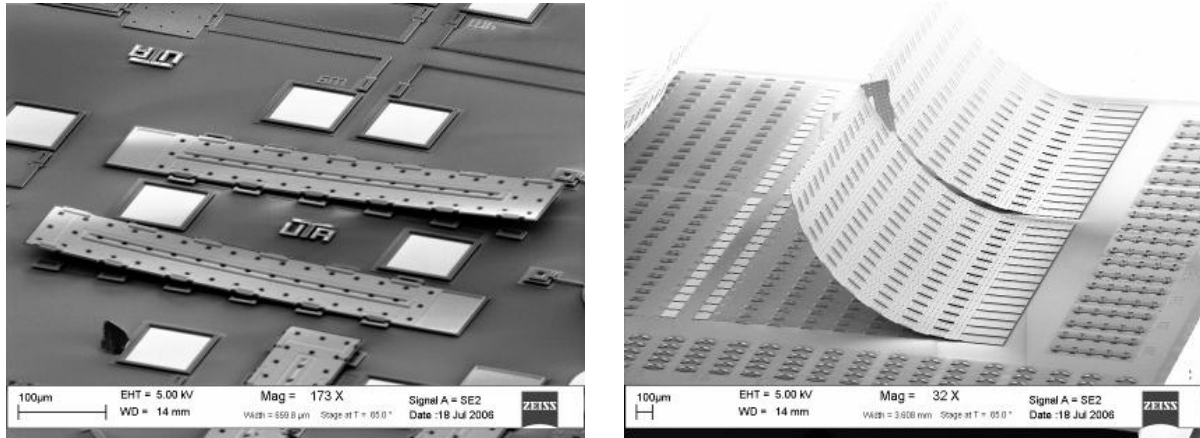 UTA
UTA
100µm
EHT = 5.00 kV
WD = 14 mm
Mag = 173 X
Width = 659.8 µm Stage at T = 65.0 °
Signal A = SE2
Date :18 Jul 2006
ZEISS
100µm
EHT = 5.00 kV
WD = 14 mm
Mag = 32 X
Width = 3.608 mm Stage at T = 65.0 °
Signal A = SE2
Date :18 Jul 2006
ZEISS